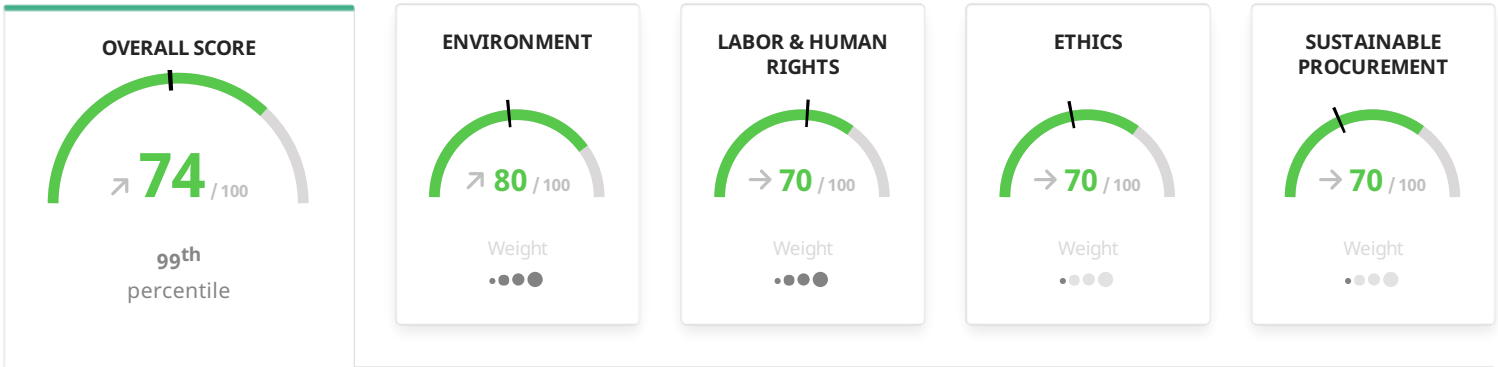 OVERALL SCORE
74 / 100
99th
percentile
ENVIRONMENT
80 / 100
Weight
LABOR & HUMAN
RIGHTS
70 / 100
Weight
ETHICS
70 / 100
Weight
SUSTAINABLE
PROCUREMENT
70 / 100
Weight